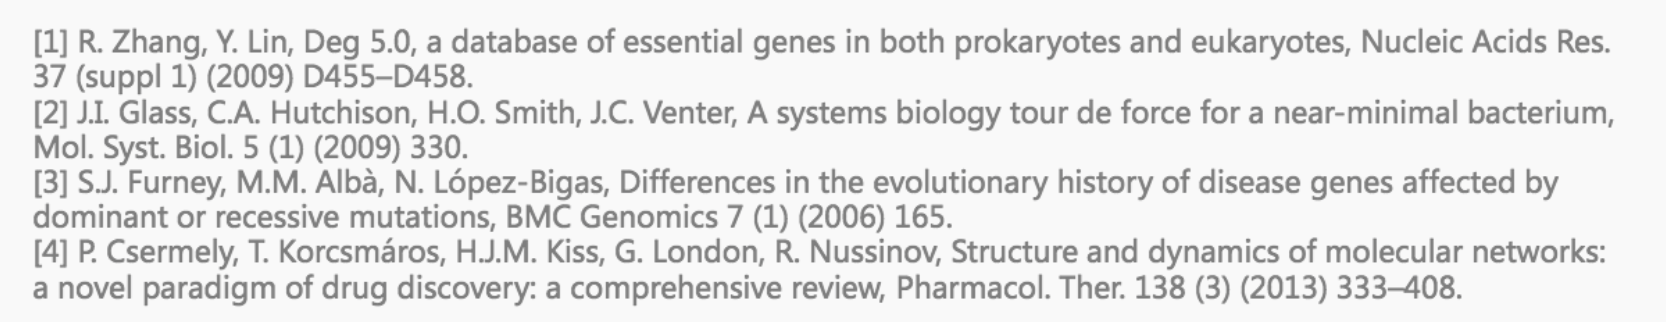 [1] R. Zhang, Y. Lin, Deg 5.0, a database of essential genes in both prokaryotes and eukaryotes, Nucleic Acids Res.
37 (suppl 1) (2009) D455–D458.
[2] J.I. Glass, C.A. Hutchison, H.O. Smith, J.C. Venter, A systems biology tour de force for a near-minimal bacterium,
Mol. Syst. Biol. 5 (1) (2009) 330.
[3] S.J. Furney, M.M. Albà, N. López-Bigas, Differences in the evolutionary history of disease genes affected by
dominant or recessive mutations, BMC Genomics 7 (1) (2006) 165.
[4] P. Csermely, T. Korcsmáros, H.J.M. Kiss, G. London, R. Nussinov, Structure and dynamics of molecular networks:
a novel paradigm of drug discovery: a comprehensive review, Pharmacol. Ther. 138 (3) (2013) 333–408.